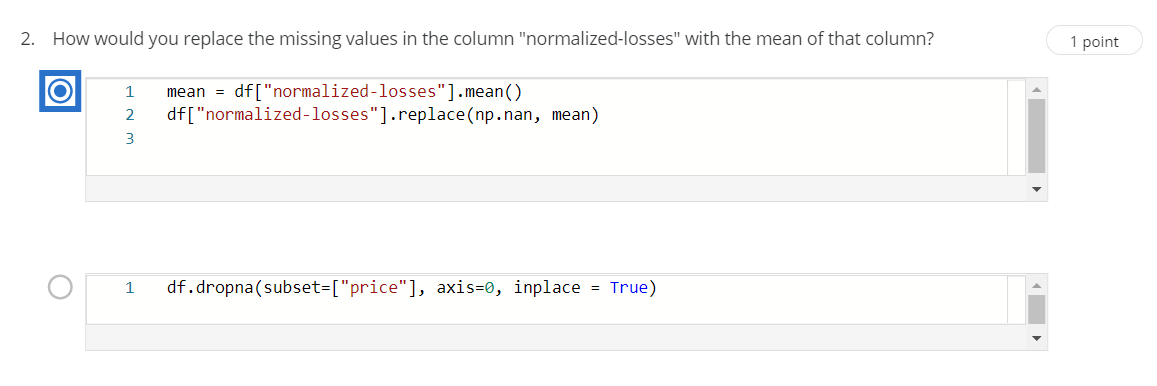 2. How would you replace the missing values in the column "normalized-losses" with the mean of that column?
1 point
1 mean = df["normalized-losses"].mean()
2 df["normalized-losses"].replace(np.nan, mean)
3
1 df.dropna(subset=["price"], axis=0, inplace = True)